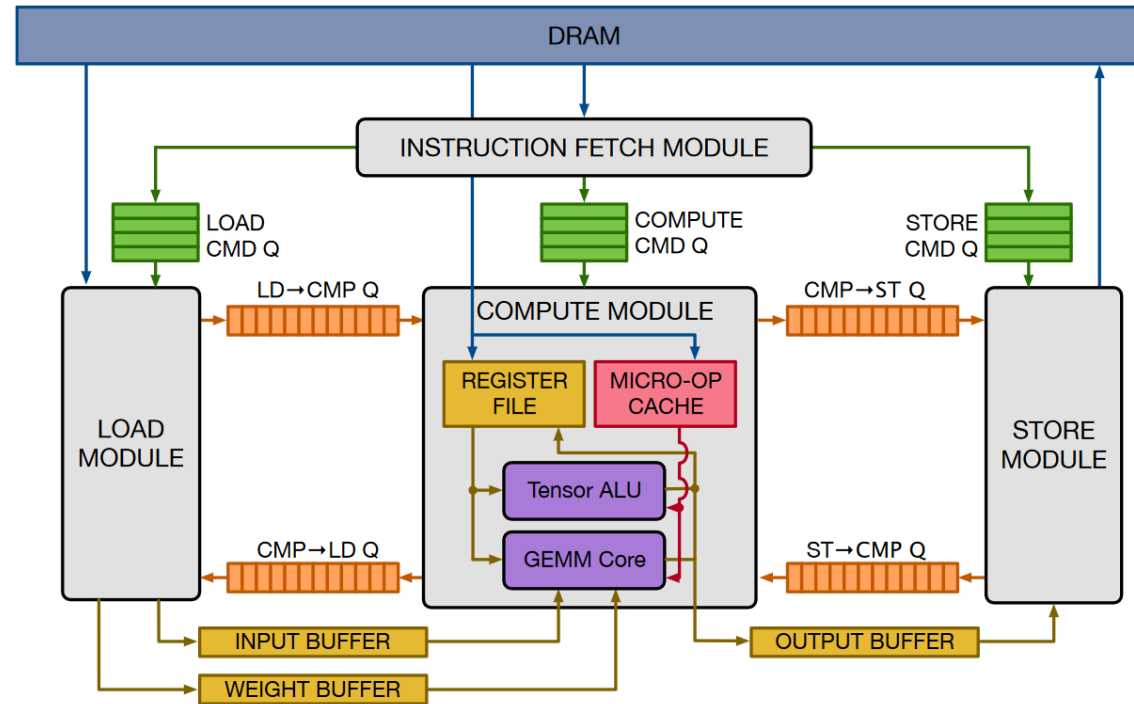 DRAM
INSTRUCTION FETCH MODULE
LOAD
CMD Q
COMPUTE
CMD Q
STORE
CMD Q
LD→CMP Q
COMPUTE MODULE
CMP→ST Q
REGISTER
FILE
MICRO-OP
CACHE
LOAD
MODULE
STORE
MODULE
Tensor ALU
GEMM Core
CMP→LD Q
ST→CMP Q
INPUT BUFFER
OUTPUT BUFFER
WEIGHT BUFFER